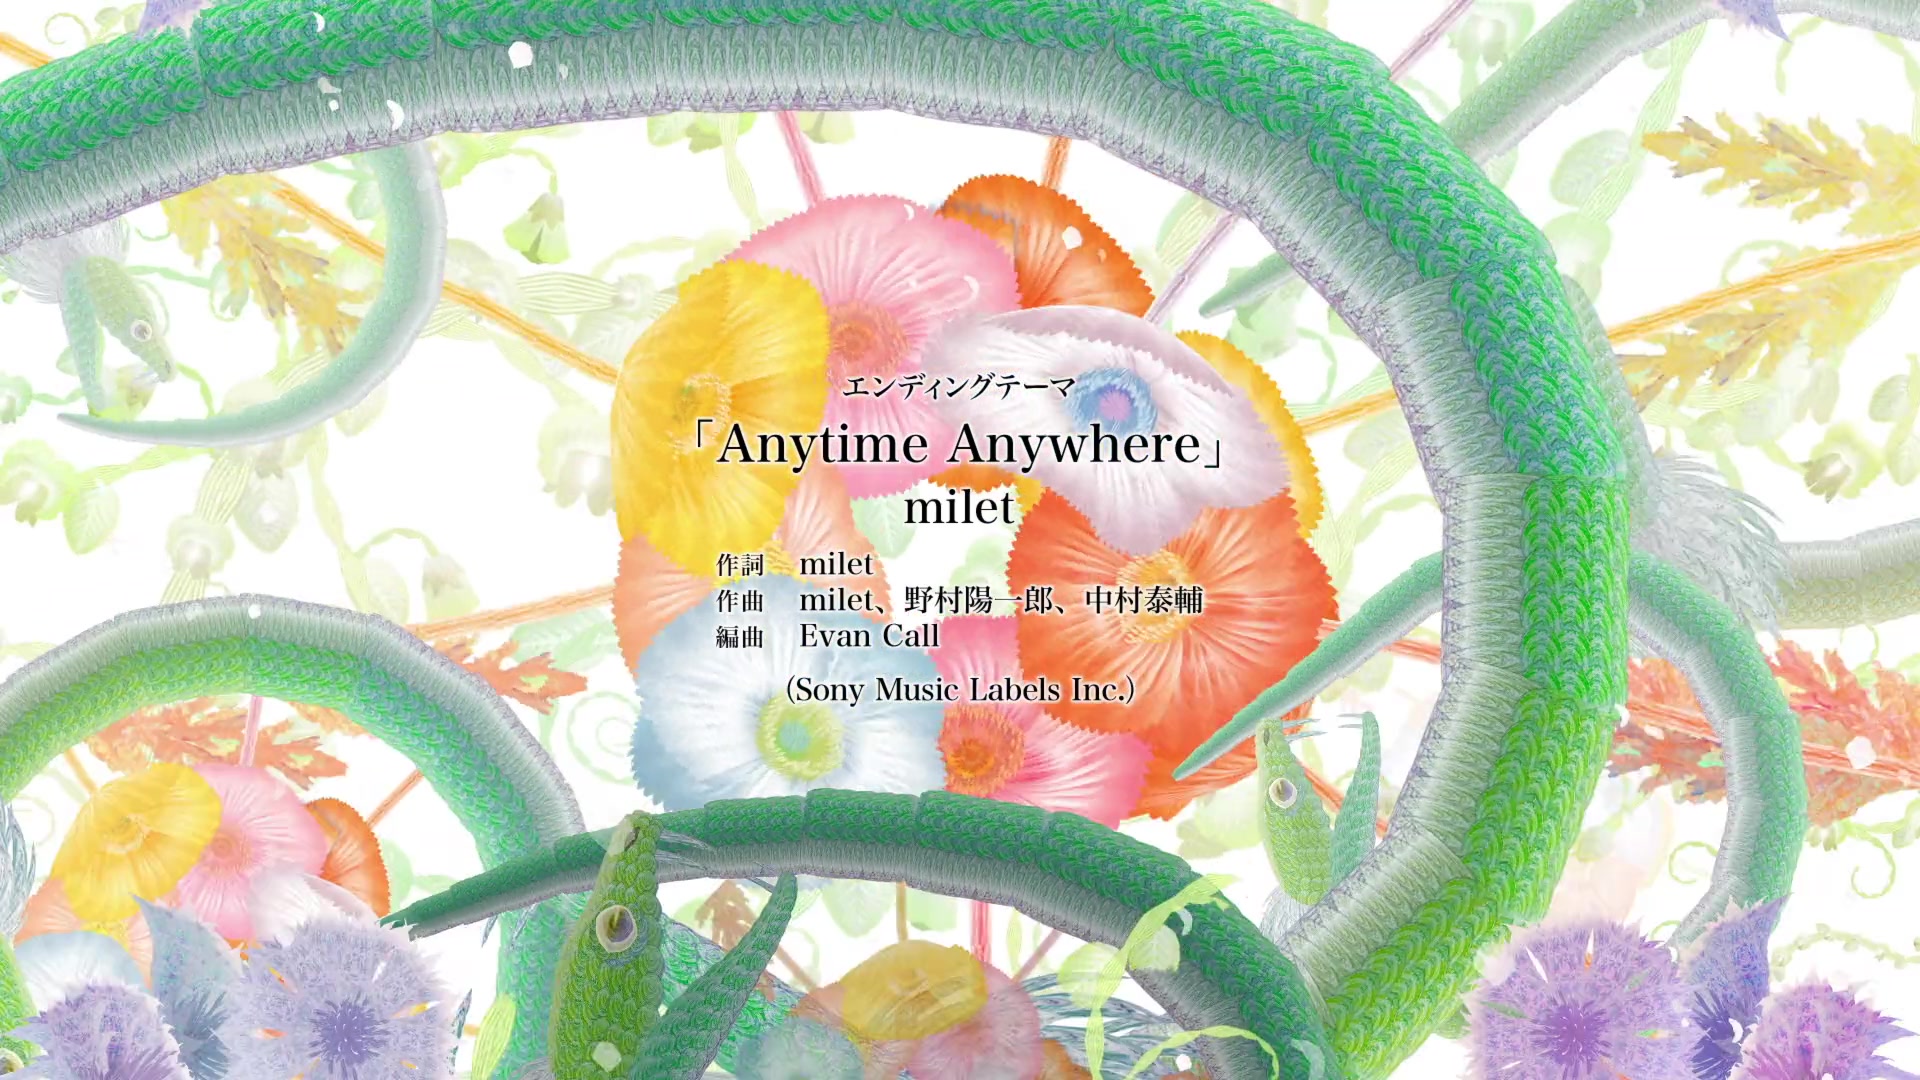 エンディングテーマ
「Anytime Anywhere」
milet
作詞 milet
作曲 milet、野村陽一郎、中村泰輔
編曲 Evan Call
(Sony Music Labels Inc.)